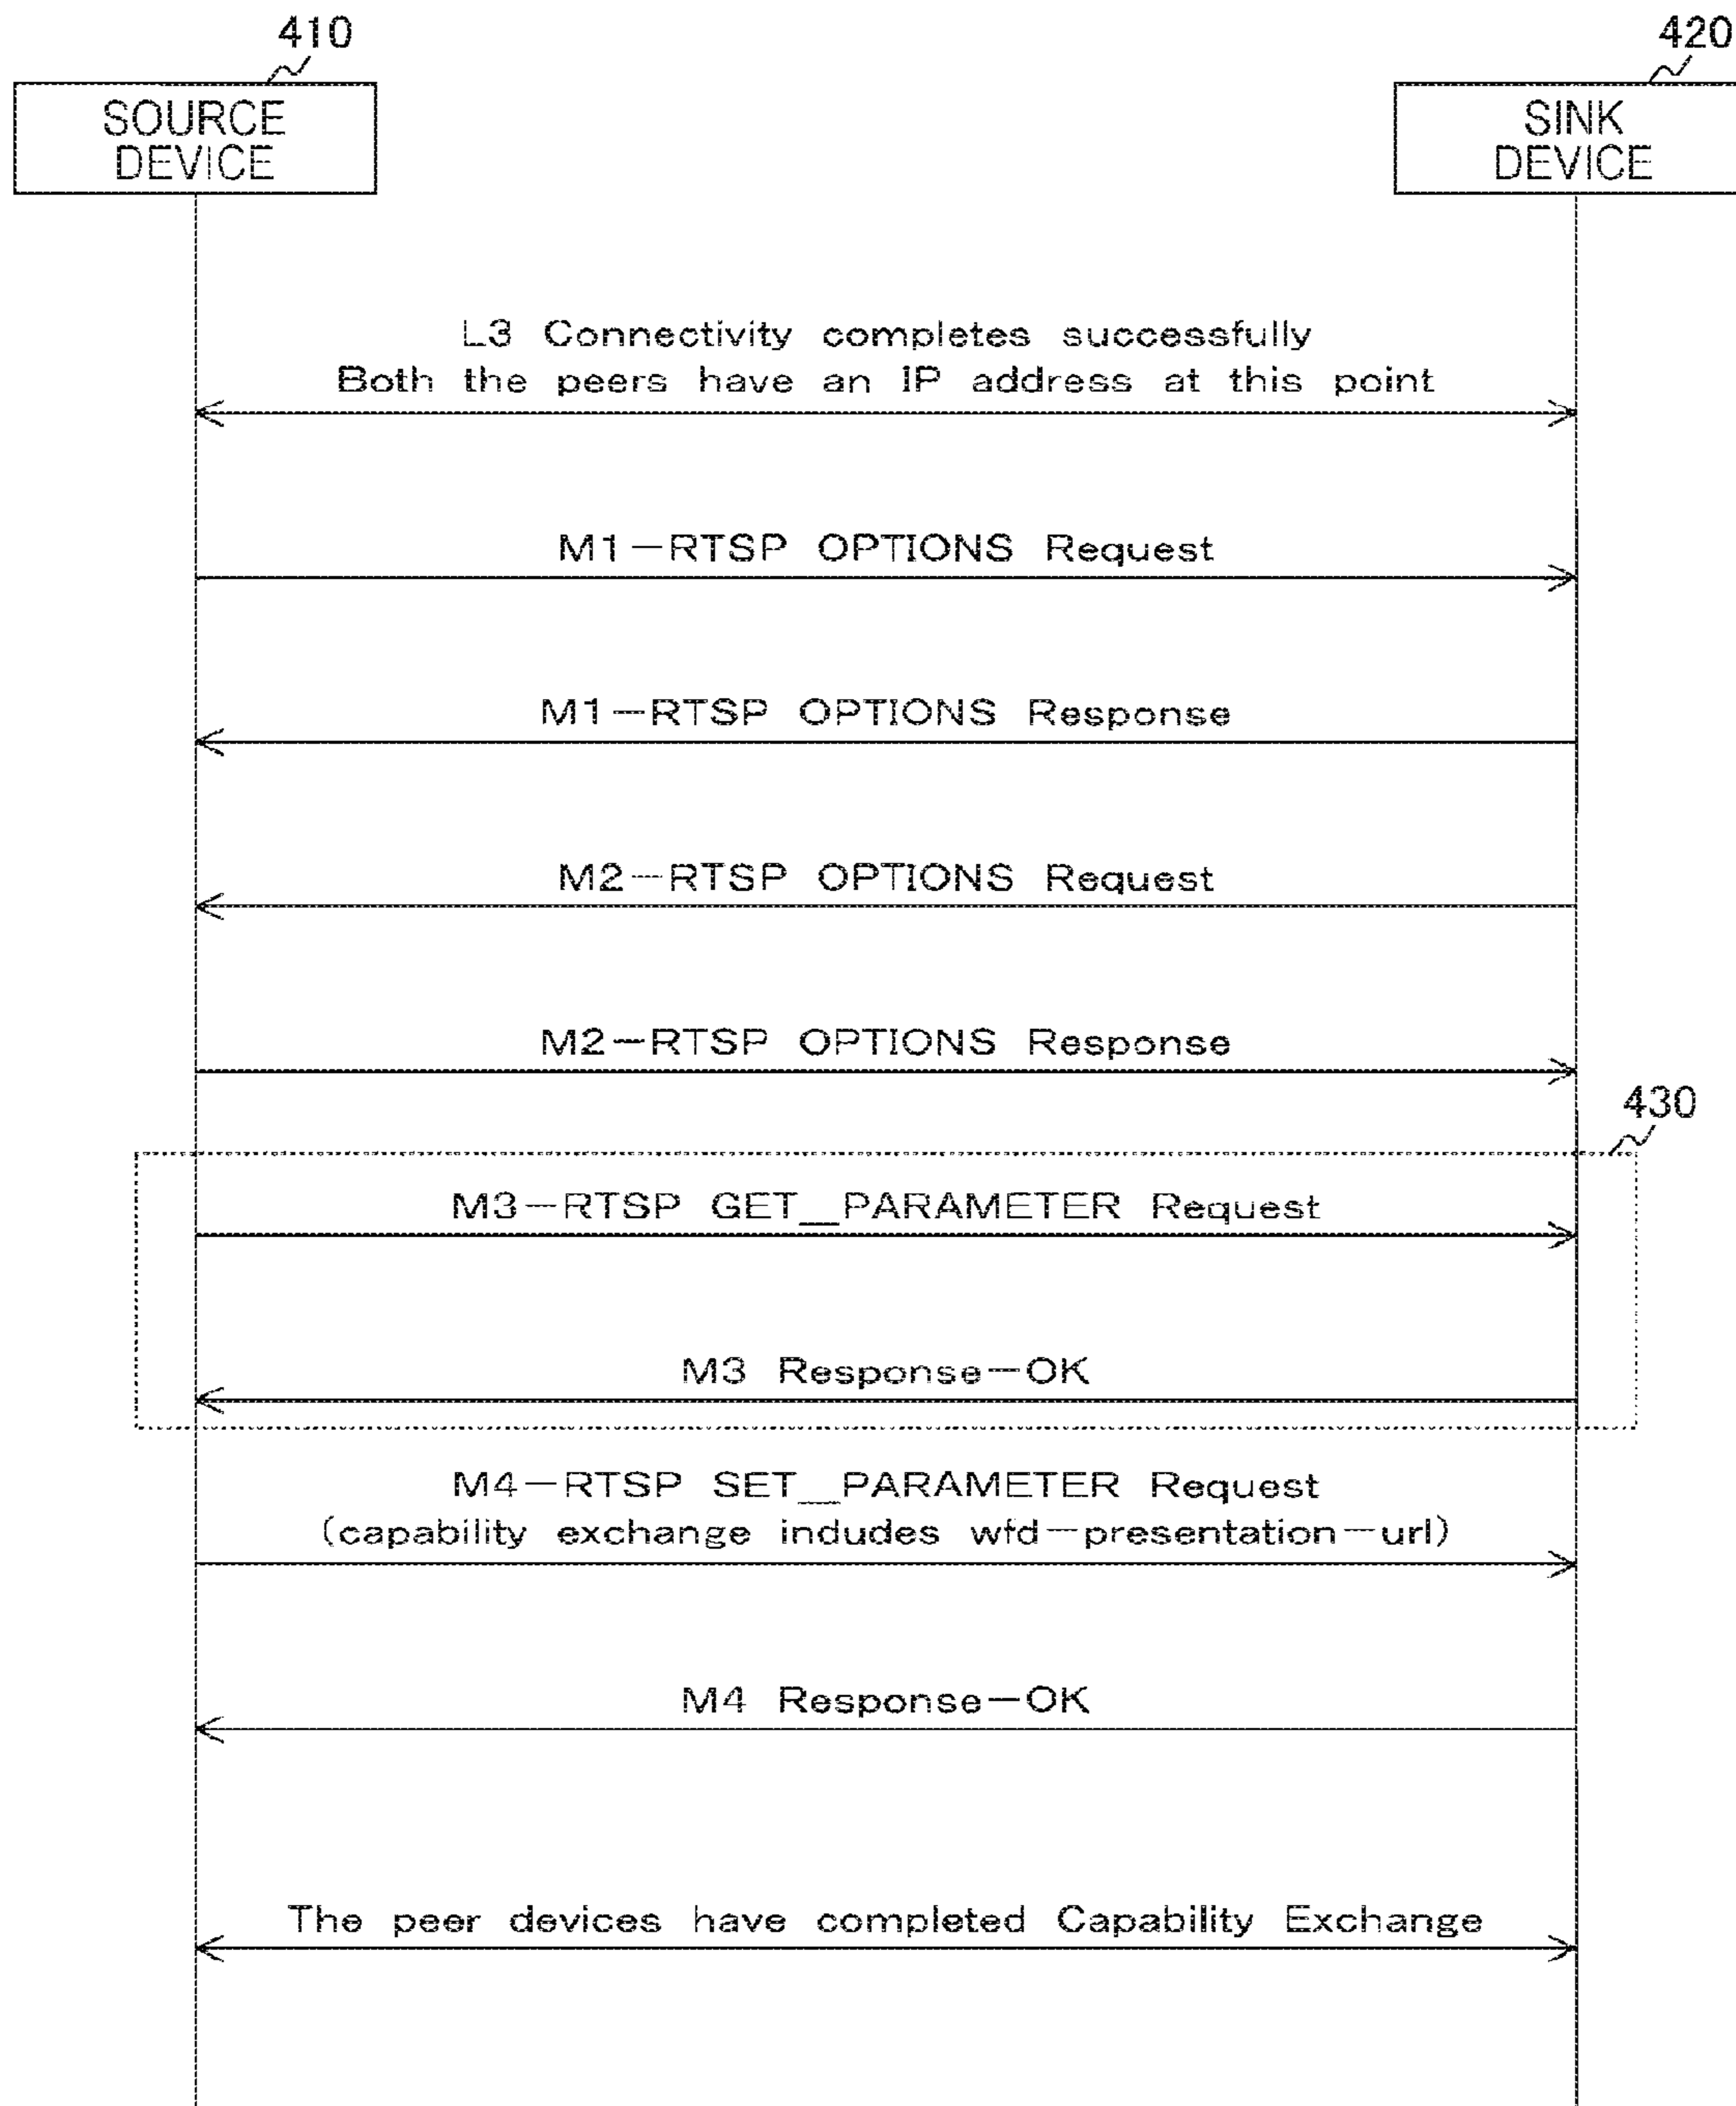 410
420
SOURCE
DEVICE
SINK
DEVICE
L3 Connectivity completes successfully
Both the peers have an IP address at this point
M1-RTSP OPTIONS Request
M1-RTSP OPTIONS Response
M2-RTSP OPTIONS Request
M2-RTSP OPTIONS Response
430
M3-RTSP GET_PARAMETER Request
M3 Response-OK
M4-RTSP SET_PARAMETER Request
(capability exchange includes wfd-presentation-url)
M4 Response-OK
The peer devices have completed Capability Exchange